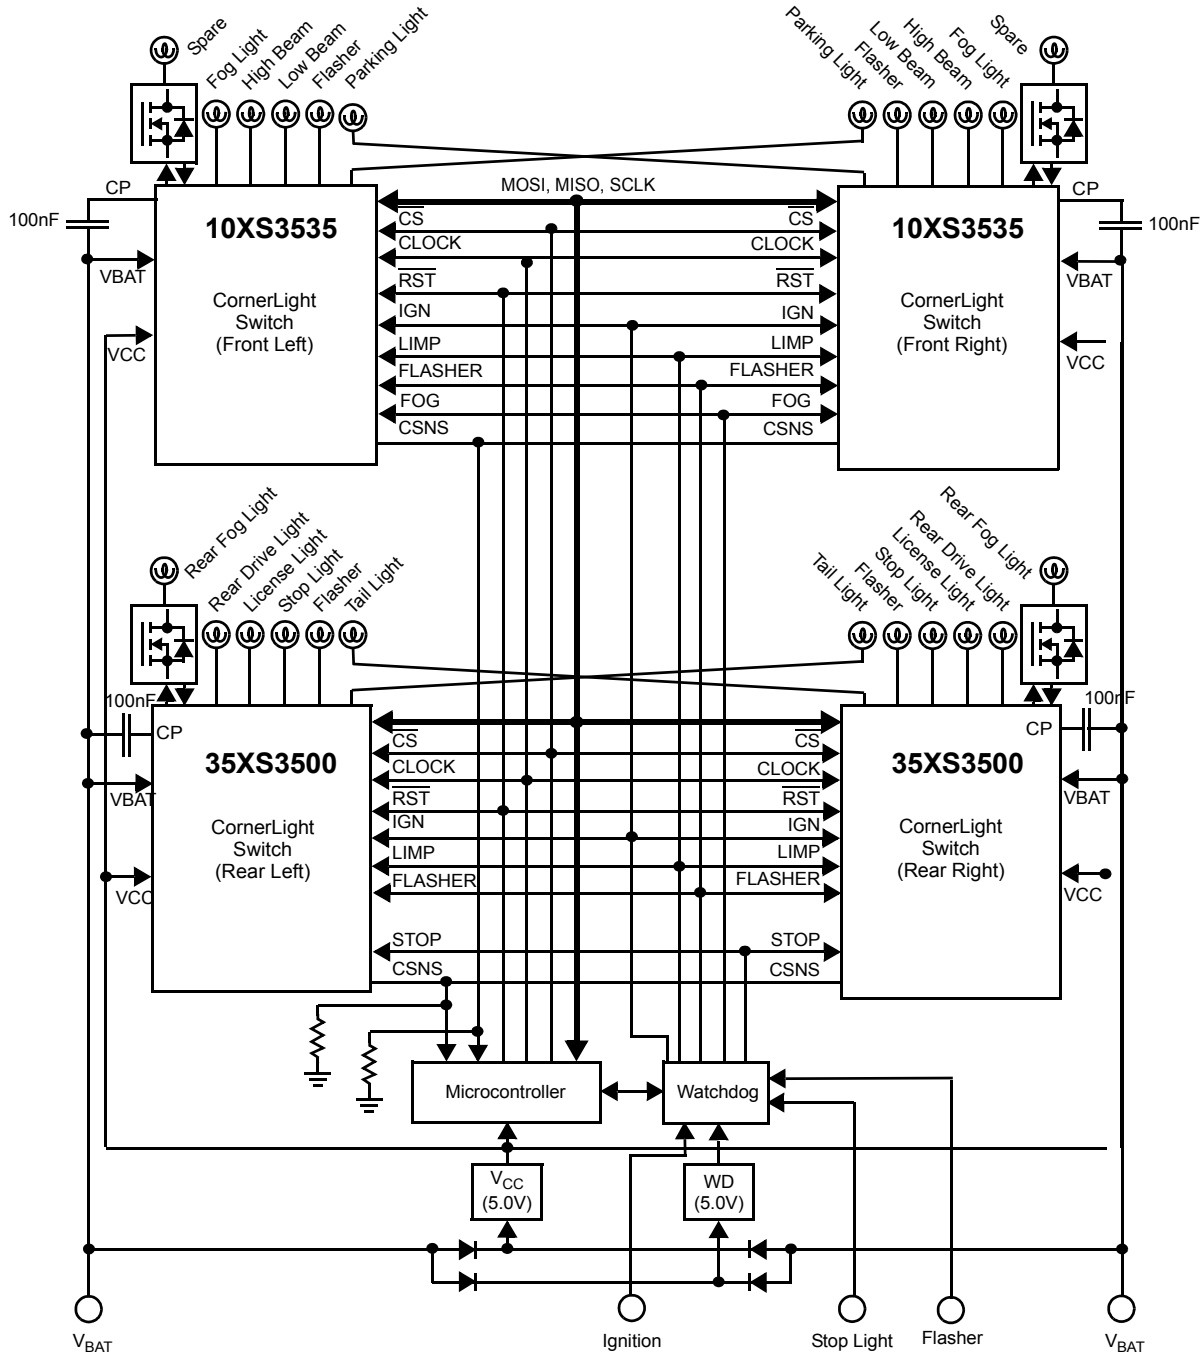 Spare
Fog Light
High Beam
Low Beam
Flasher
Parking Light
Parking Light
Flasher
Low Beam
High Beam
Fog Light
Spare
CP
MOSI, MISO, SCLK
CP
100nF
10XS3535
CS
CS
10XS3535
100nF
CLOCK
CLOCK
VBAT
RST
RST
VBAT
CornerLight
Switch
(Front Left)
IGN
IGN
CornerLight
Switch
(Front Right)
VCC
LIMP
LIMP
VCC
FLASHER
FLASHER
FOG
FOG
CSNS
CSNS
Rear Fog Light
Rear Drive Light
License Light
Stop Light
Flasher
Tail Light
Tail Light
Flasher
Stop Light
License Light
Rear Drive Light
Rear Fog Light
100nF
100nF
CP
CP
35XS3500
CS
CS
35XS3500
CLOCK
CLOCK
VBAT
RST
RST
VBAT
CornerLight
Switch
(Rear Left)
IGN
IGN
CornerLight
Switch
(Rear Right)
LIMP
LIMP
VCC
FLASHER
FLASHER
VCC
STOP
STOP
CSNS
CSNS
Microcontroller
Watchdog
VCC
(5.0V)
WD
(5.0V)
VBAT
Ignition
Stop Light
Flasher
VBAT